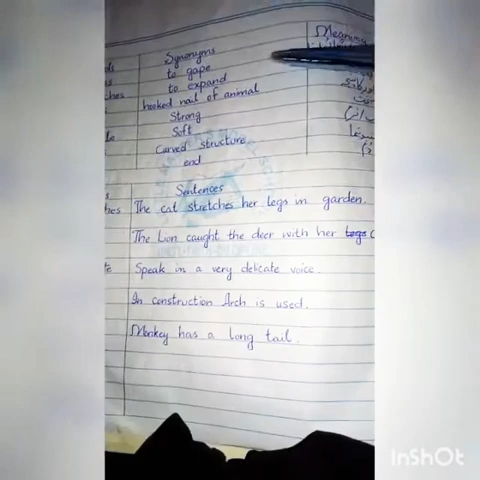 Synonyms
to gape
to expand
hooked nail of animal
Strong
Soft
Carved structure
end
Sentences
The cat stretches her legs in garden.
The Lion caught the deer with her legs
Speak in a very delicate voice.
In construction Arch is used.
Monkey has a long tail.
InShOt